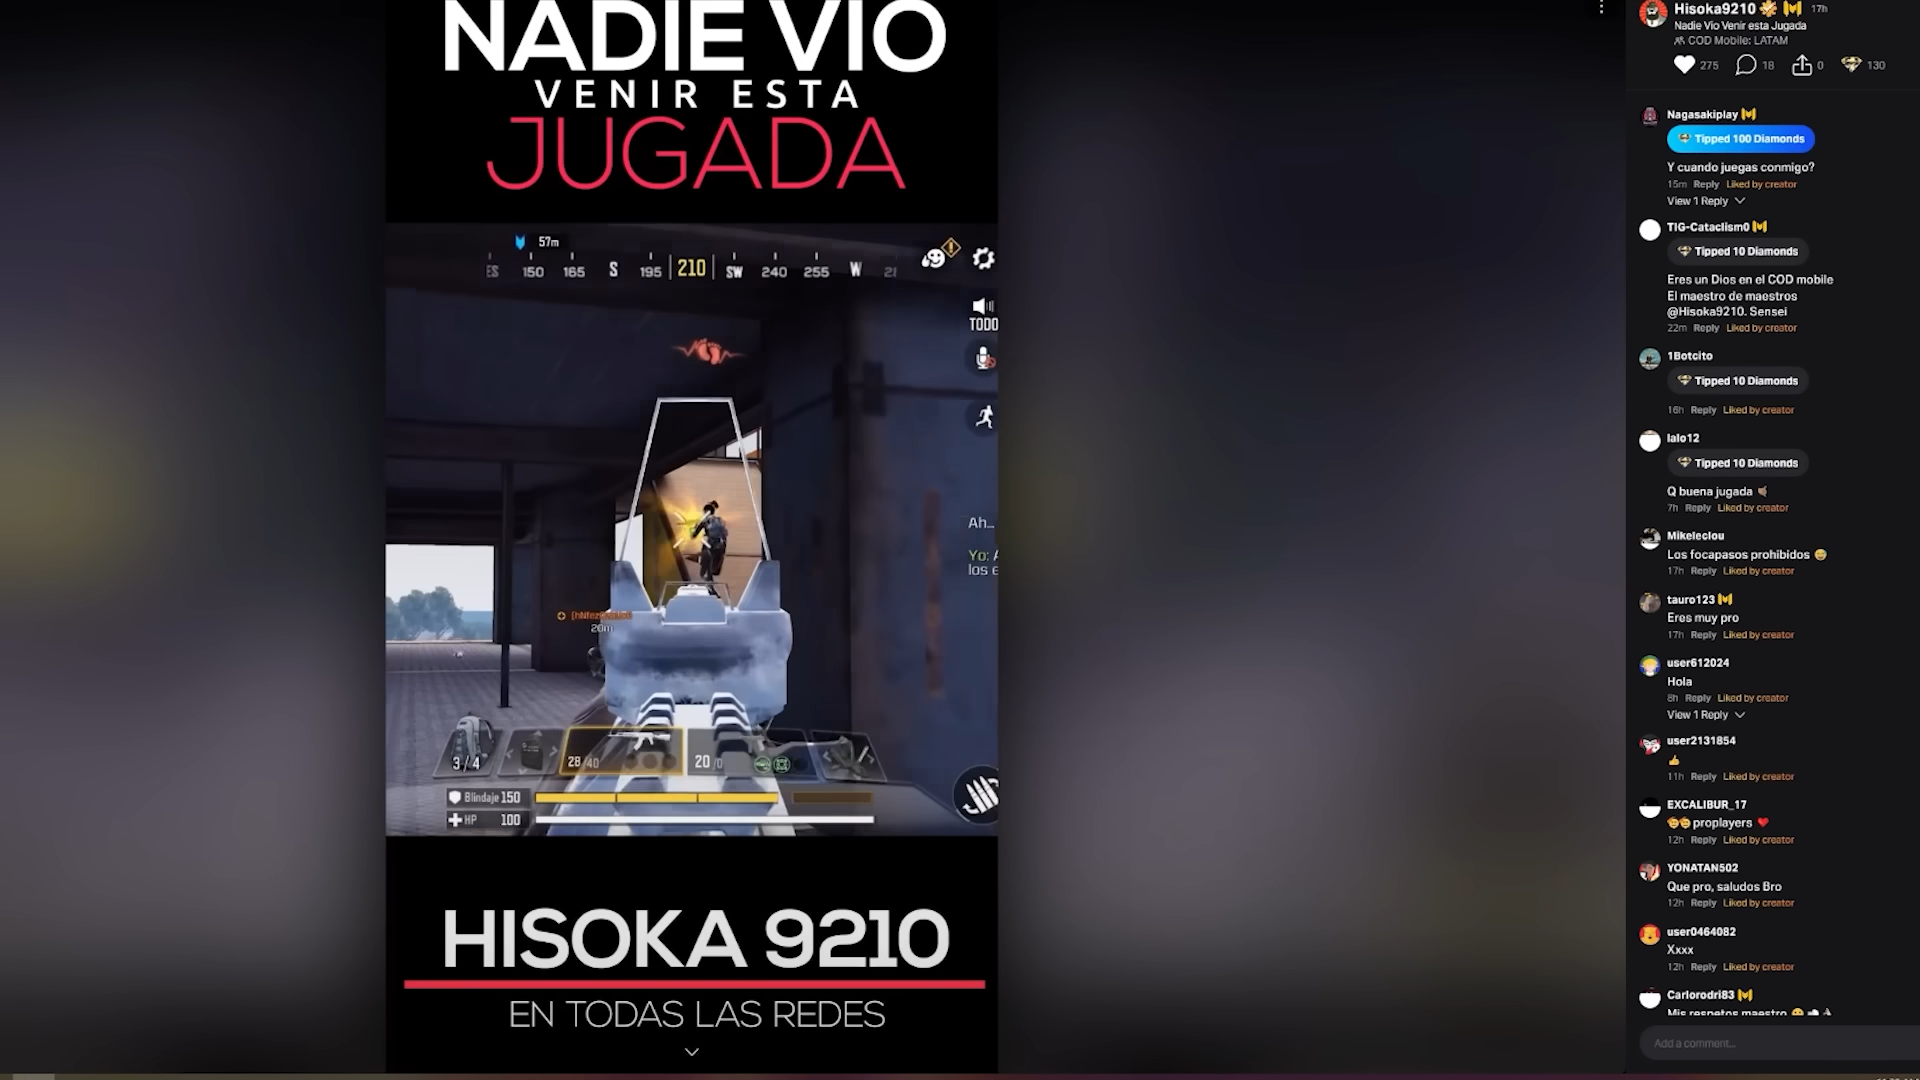 NADIE VIO
VENIR ESTA
JUGADA
57m
ES 150 165 S 195 210 SW 240 255 W
TODO
Ah...
Yo:
los e
20m
3/4
28/40
20/0
Blindaje 150
HP 100
HISOKA 9210
EN TODAS LAS REDES
Hisoka9210 17h
Nadie Vio Venir esta Jugada
COD Mobile: LATAM
275 18 0 130
Nagasakiplay
Tipped 100 Diamonds
Y cuando juegas conmigo?
15m Reply Liked by creator
View 1 Reply
TIG-Cataclism0
Tipped 10 Diamonds
Eres un Dios en el COD mobile
El maestro de maestros
@Hisoka9210. Sensei
22m Reply Liked by creator
1Botcito
Tipped 10 Diamonds
16h Reply Liked by creator
lalo12
Tipped 10 Diamonds
Q buena jugada
7h Reply Liked by creator
Mikeleclou
Los focapasos prohibidos 😅
17h Reply Liked by creator
tauro123
Eres muy pro
17h Reply Liked by creator
user612024
Hola
8h Reply Liked by creator
View 1 Reply
user2131854
👍
11h Reply Liked by creator
EXCALIBUR_17
proplayers ❤️
12h Reply Liked by creator
YONATAN502
Que pro, saludos Bro
12h Reply Liked by creator
user0464082
Xxxx
12h Reply Liked by creator
Carlorodri83
Mis respetos maestro
Add a comment...